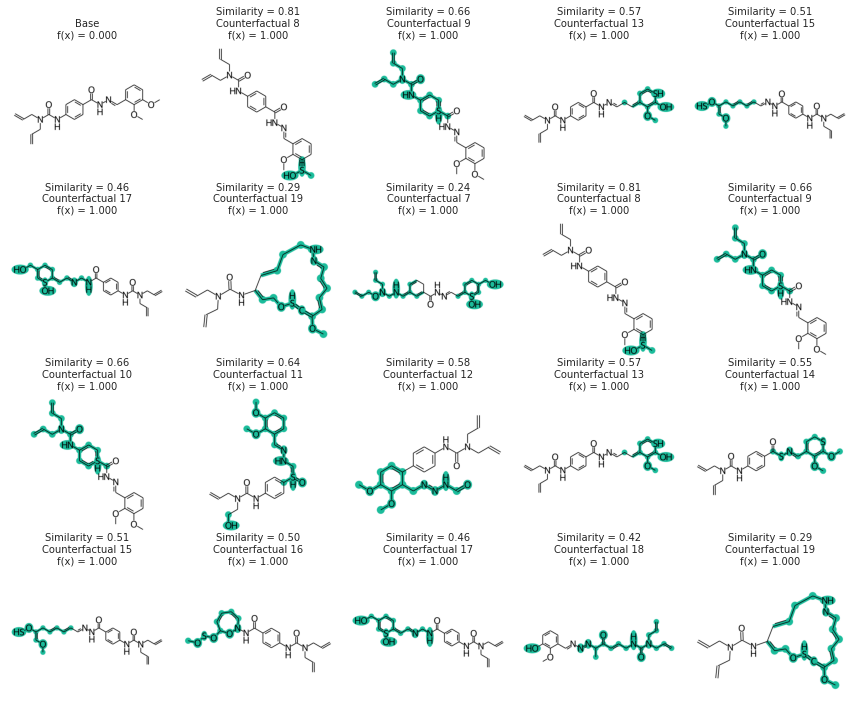 Base
f(x) = 0.000
Similarity = 0.81
Counterfactual 8
f(x) = 1.000
Similarity = 0.66
Counterfactual 9
f(x) = 1.000
Similarity = 0.57
Counterfactual 13
f(x) = 1.000
Similarity = 0.51
Counterfactual 15
f(x) = 1.000
Similarity = 0.46
Counterfactual 17
f(x) = 1.000
Similarity = 0.29
Counterfactual 19
f(x) = 1.000
Similarity = 0.24
Counterfactual 7
f(x) = 1.000
Similarity = 0.81
Counterfactual 8
f(x) = 1.000
Similarity = 0.66
Counterfactual 9
f(x) = 1.000
Similarity = 0.66
Counterfactual 10
f(x) = 1.000
Similarity = 0.64
Counterfactual 11
f(x) = 1.000
Similarity = 0.58
Counterfactual 12
f(x) = 1.000
Similarity = 0.57
Counterfactual 13
f(x) = 1.000
Similarity = 0.55
Counterfactual 14
f(x) = 1.000
Similarity = 0.51
Counterfactual 15
f(x) = 1.000
Similarity = 0.50
Counterfactual 16
f(x) = 1.000
Similarity = 0.46
Counterfactual 17
f(x) = 1.000
Similarity = 0.42
Counterfactual 18
f(x) = 1.000
Similarity = 0.29
Counterfactual 19
f(x) = 1.000